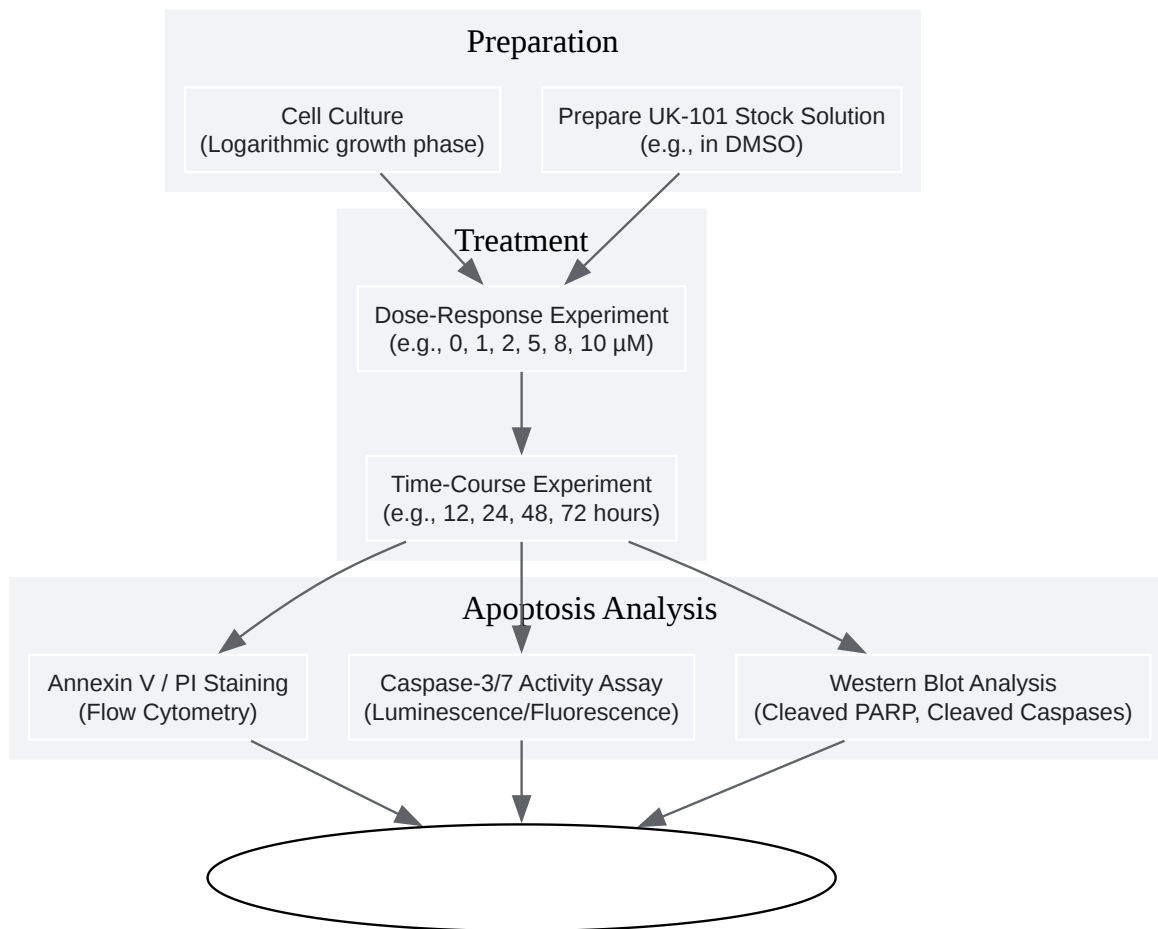 Preparation
Cell Culture
(Logarithmic growth phase)
Prepare UK-101 Stock Solution
(e.g., in DMSO)
Treatment
Dose-Response Experiment
(e.g., 0, 1, 2, 5, 8, 10 µM)
Time-Course Experiment
(e.g., 12, 24, 48, 72 hours)
Apoptosis Analysis
Annexin V / PI Staining
(Flow Cytometry)
Caspase-3/7 Activity Assay
(Luminescence/Fluorescence)
Western Blot Analysis
(Cleaved PARP, Cleaved Caspases)